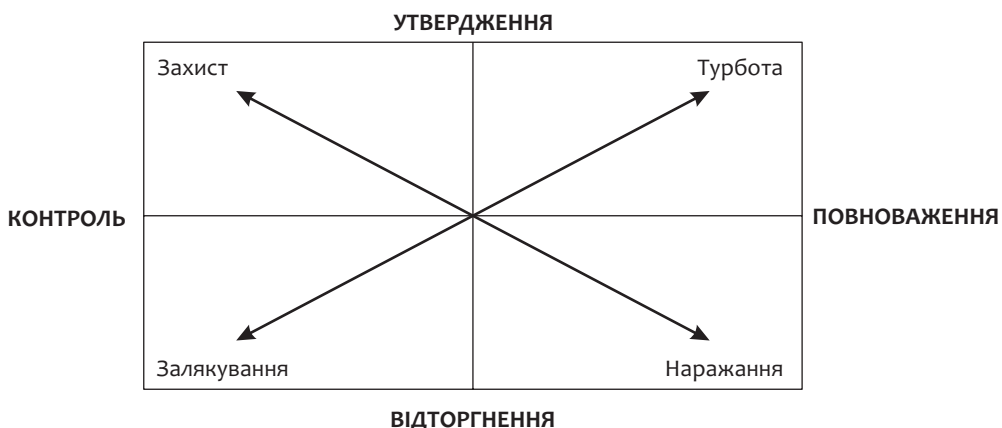 УТВЕРДЖЕННЯ
Захист
Турбота
КОНТРОЛЬ
ПОВНОВАЖЕННЯ
Залякування
Наражання
ВІДТОРГНЕННЯ